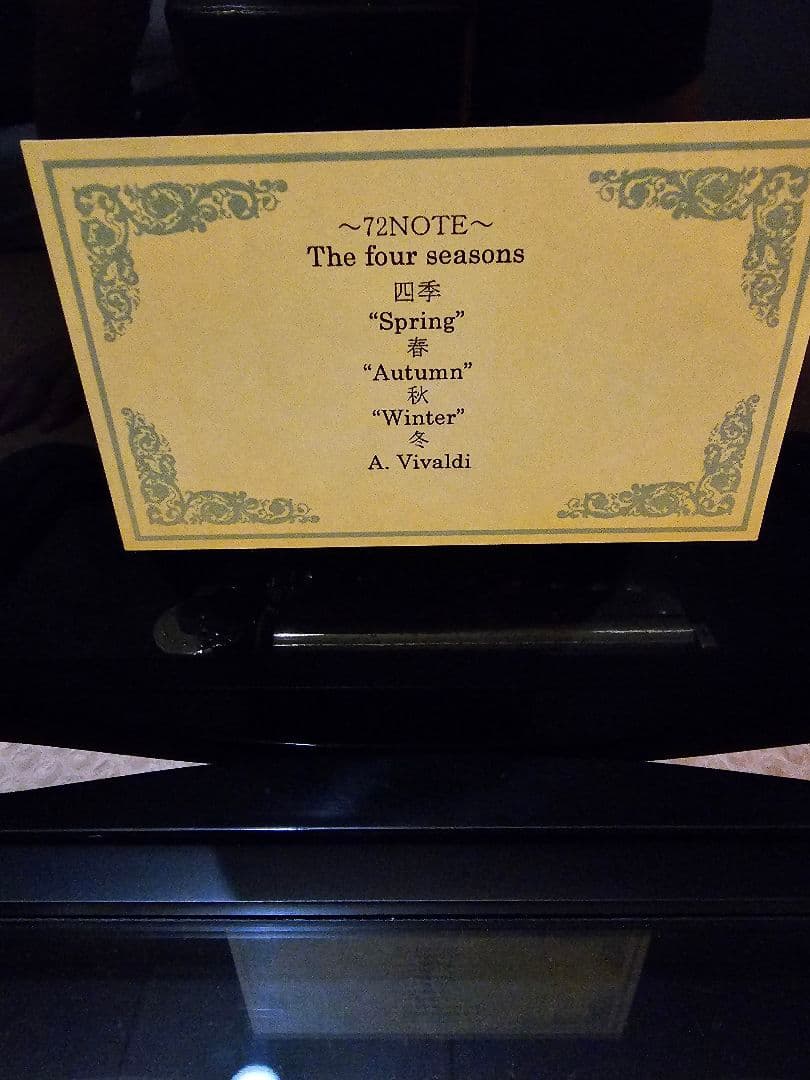 ～72NOTE～
The four seasons
四季
“Spring”
春
“Autumn”
秋
“Winter”
冬
A. Vivaldi